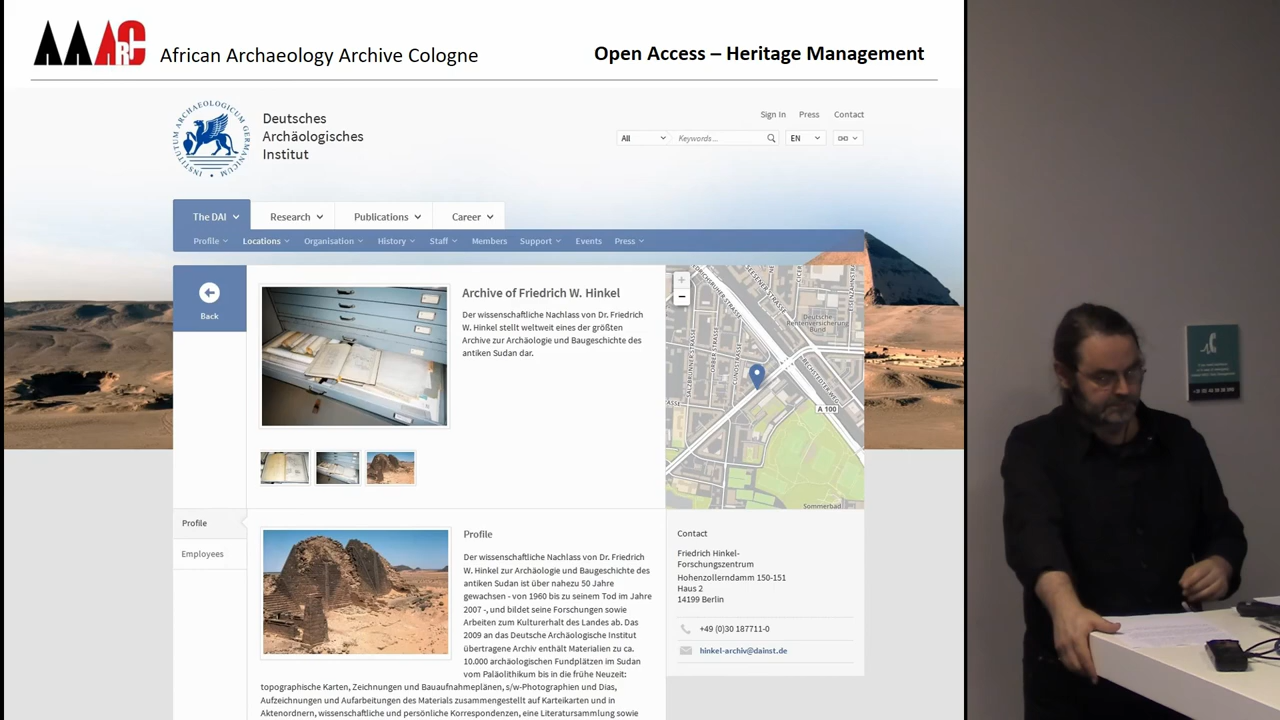 AAArC
African Archaeology Archive Cologne
Open Access – Heritage Management
INSTITUTUM ARCHAEOLOGICUM GERMANICUM
Deutsches
Archäologisches
Institut
Sign In
Press
Contact
All
Keywords...
EN
The DAI
Research
Publications
Career
Profile
Locations
Organisation
History
Staff
Members
Support
Events
Press
Back
Archive of Friedrich W. Hinkel
Der wissenschaftliche Nachlass von Dr. Friedrich
W. Hinkel stellt weltweit eines der größten
Archive zur Archäologie und Baugeschichte des
antiken Sudan dar.
+
−
Deutsche
Rentenversicherung
Bund
A 100
Sommerbad
Profile
Employees
Profile
Der wissenschaftliche Nachlass von Dr. Friedrich
W. Hinkel zur Archäologie und Baugeschichte des
antiken Sudan ist über nahezu 50 Jahre
gewachsen - von 1960 bis zu seinem Tod im Jahre
2007 -, und bildet seine Forschungen sowie
Arbeiten zum Kulturerhalt des Landes ab. Das
2009 an das Deutsche Archäologische Institut
übertragene Archiv enthält Materialien zu ca.
10.000 archäologischen Fundplätzen im Sudan
vom Paläolithikum bis in die frühe Neuzeit:
topographische Karten, Zeichnungen und Bauaufnahmeplänen, s/w-Photographien und Dias,
Aufzeichnungen und Aufarbeitungen des Materials zusammengestellt auf Karteikarten und in
Aktenordnern, wissenschaftliche und persönliche Korrespondenzen, eine Literatursammlung sowie
Contact
Friedrich Hinkel-
Forschungszentrum
Hohenzollerndamm 150-151
Haus 2
14199 Berlin
+49 (0)30 187711-0
hinkel-archiv@dainst.de